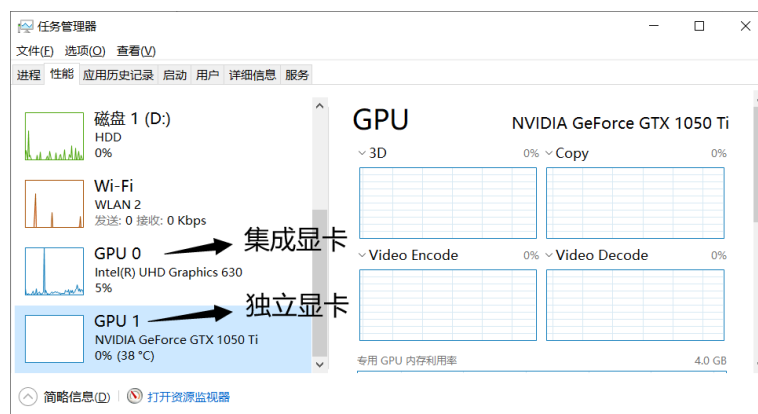 任务管理器
文件(F) 选项(O) 查看(V)
进程 性能 应用历史记录 启动 用户 详细信息 服务
磁盘 1 (D:)
HDD
0%
Wi-Fi
WLAN 2
发送: 0 接收: 0 Kbps
GPU 0
集成显卡
Intel(R) UHD Graphics 630
5%
GPU 1
独立显卡
NVIDIA GeForce GTX 1050 Ti
0% (38 °C)
GPU NVIDIA GeForce GTX 1050 Ti
3D 0% Copy 0%
Video Encode 0% Video Decode 0%
专用 GPU 内存利用率 4.0 GB
简略信息(D) 打开资源监视器